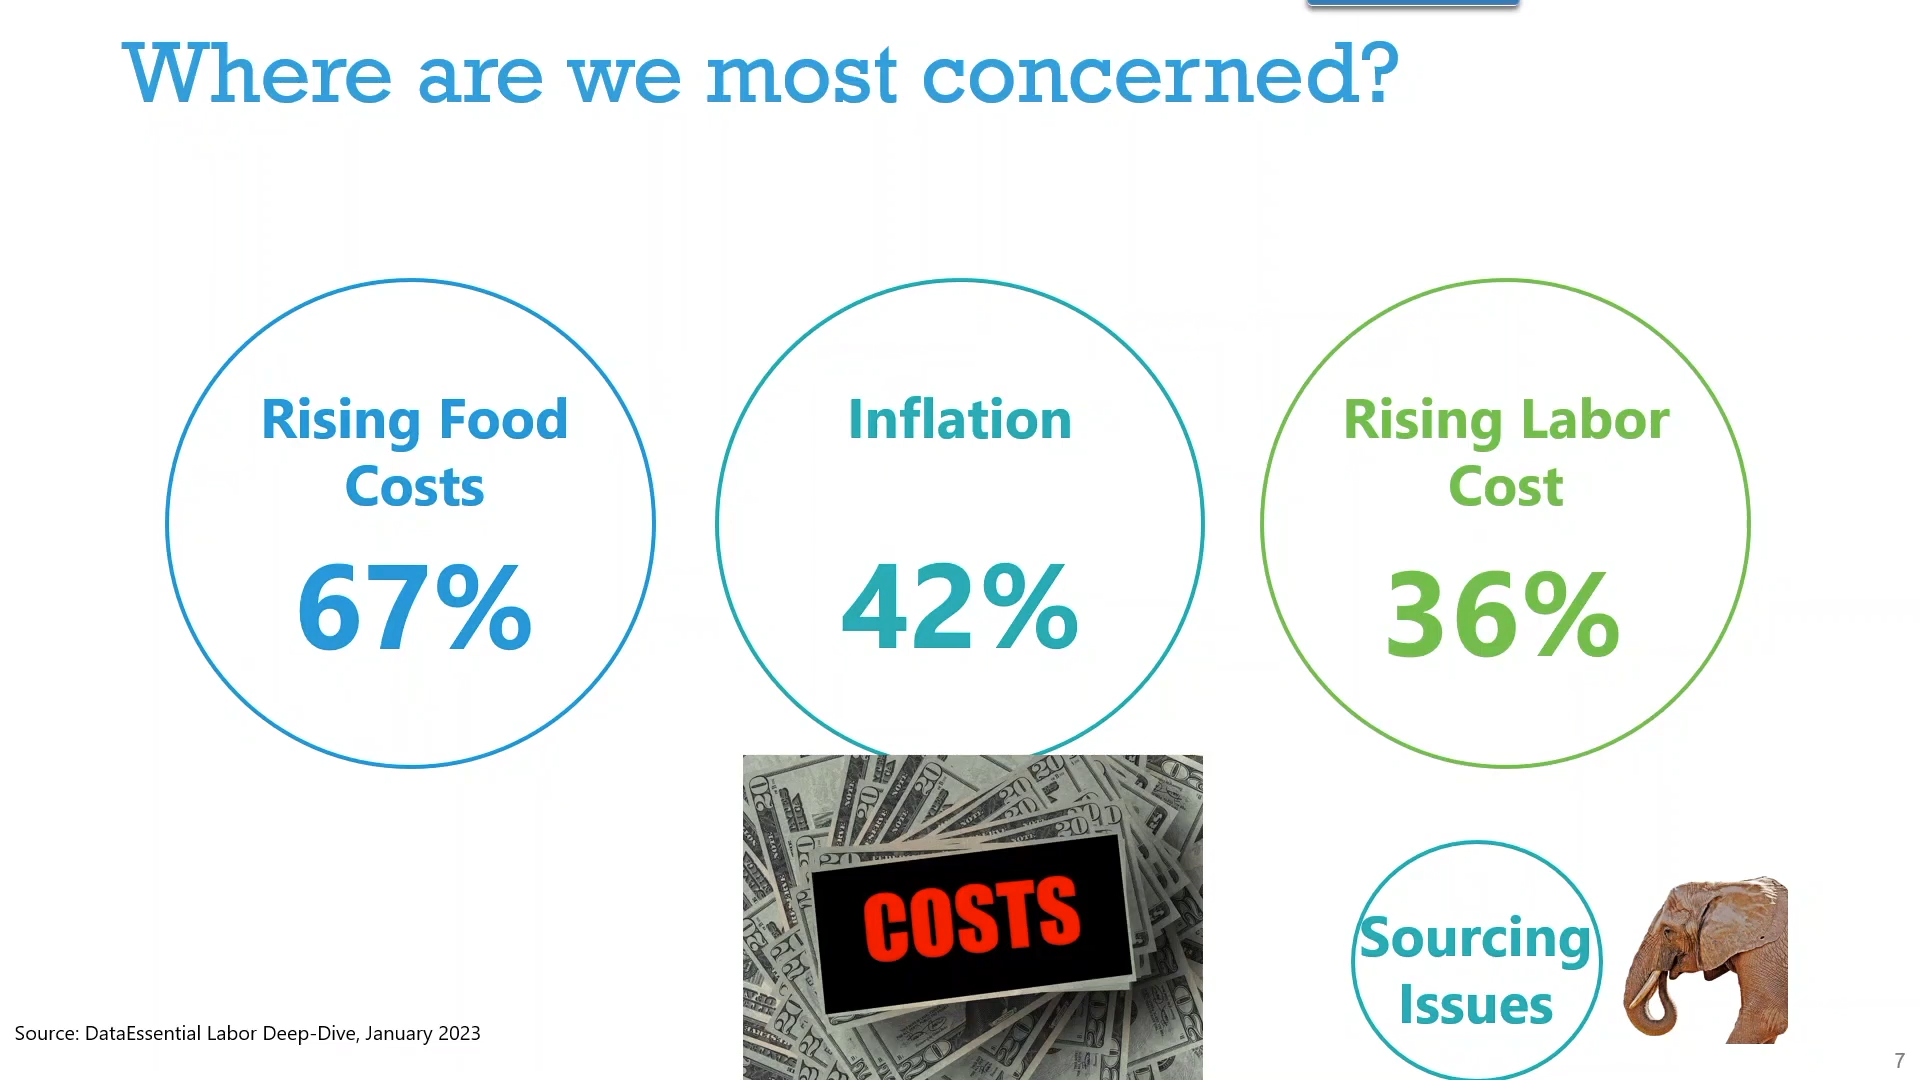 Where are we most concerned?
Rising Food
Costs
67%
Inflation
42%
Rising Labor
Cost
36%
COSTS
Sourcing
Issues
Source: DataEssential Labor Deep-Dive, January 2023
7